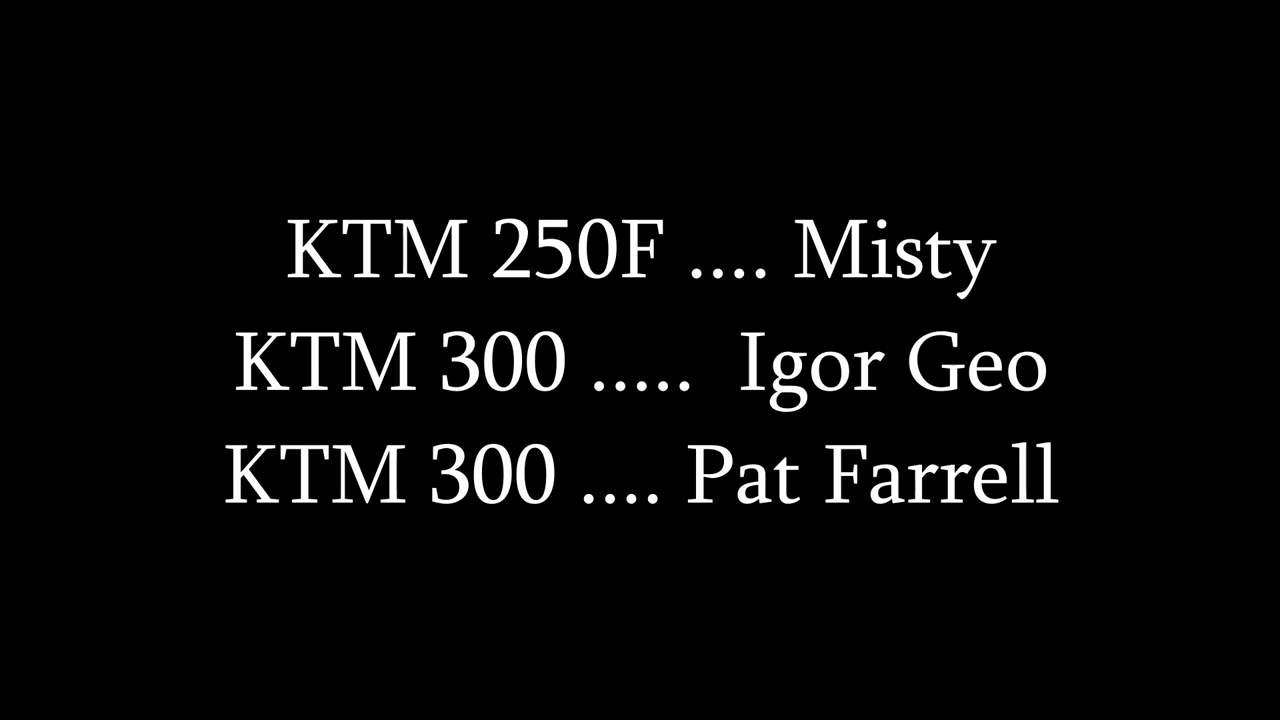 KTM 250F .... Misty
KTM 300 .....  Igor Geo
KTM 300 .... Pat Farrell